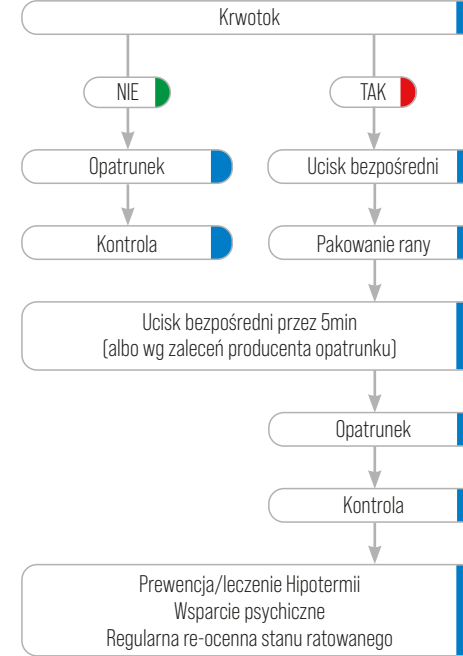 Krwotok
NIE
TAK
Opatrunek
Ucisk bezpośredni
Kontrola
Pakowanie rany
Ucisk bezpośredni przez 5min
(albo wg zaleceń producenta opatrunku)
Opatrunek
Kontrola
Prewencja/leczenie Hipotermii
Wsparcie psychiczne
Regularna re-ocenna stanu ratowanego